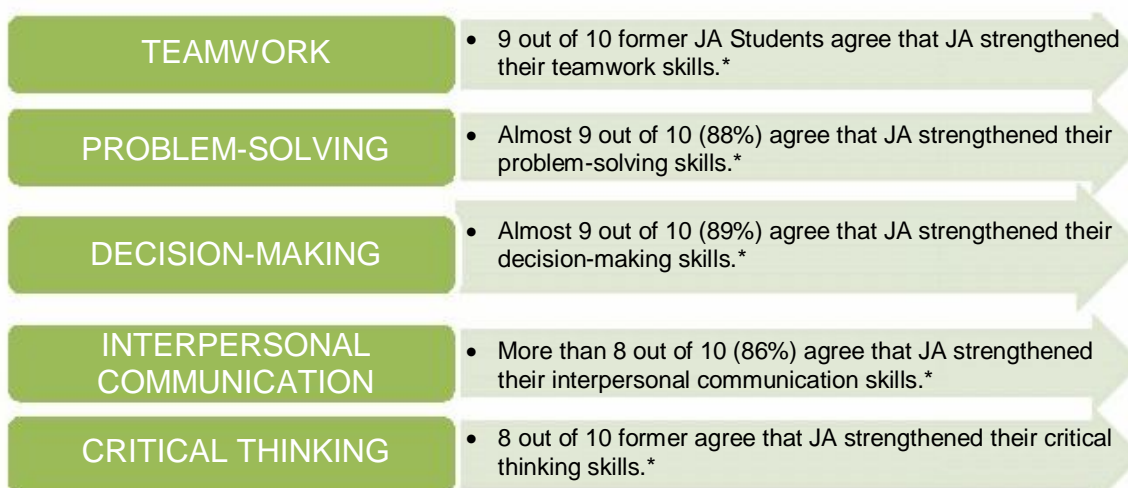 TEAMWORK
• 9 out of 10 former JA Students agree that JA strengthened
their teamwork skills.*
PROBLEM-SOLVING
• Almost 9 out of 10 (88%) agree that JA strengthened their
problem-solving skills.*
DECISION-MAKING
• Almost 9 out of 10 (89%) agree that JA strengthened their
decision-making skills.*
INTERPERSONAL
COMMUNICATION
• More than 8 out of 10 (86%) agree that JA strengthened
their interpersonal communication skills.*
CRITICAL THINKING
• 8 out of 10 former agree that JA strengthened their critical
thinking skills.*